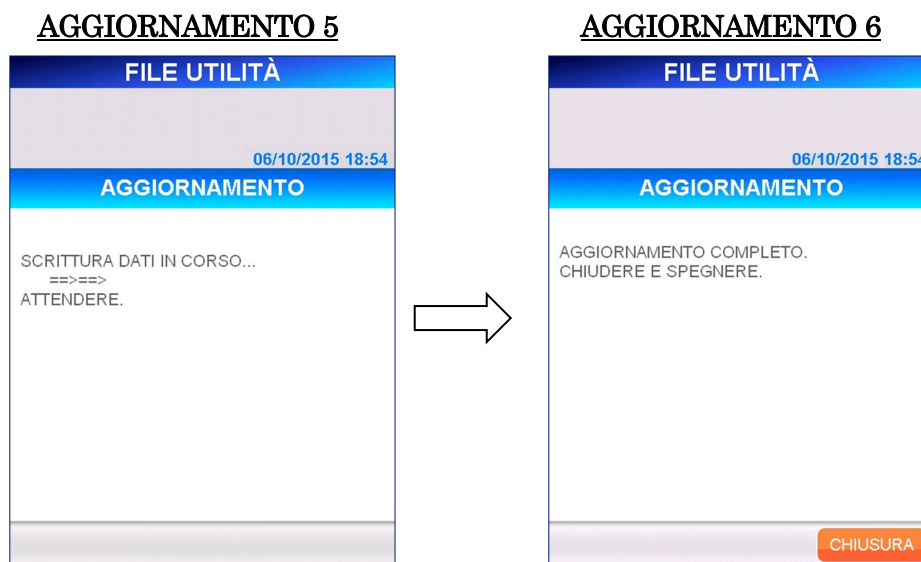 AGGIORNAMENTO 5
FILE UTILITÀ
06/10/2015 18:54
AGGIORNAMENTO
SCRITTURA DATI IN CORSO...
==>==>
ATTENDERE.
AGGIORNAMENTO 6
FILE UTILITÀ
06/10/2015 18:54
AGGIORNAMENTO
AGGIORNAMENTO COMPLETO.
CHIUDERE E SPEGNERE.
CHIUSURA